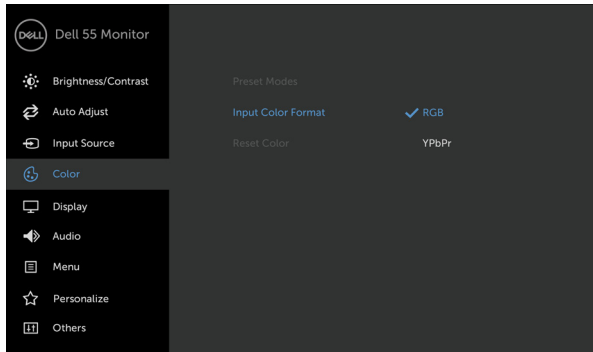 DELL Dell 55 Monitor
Brightness/Contrast
Preset Modes
Auto Adjust
Input Color Format
RGB
Input Source
Reset Color
YPbPr
Color
Display
Audio
Menu
Personalize
Others